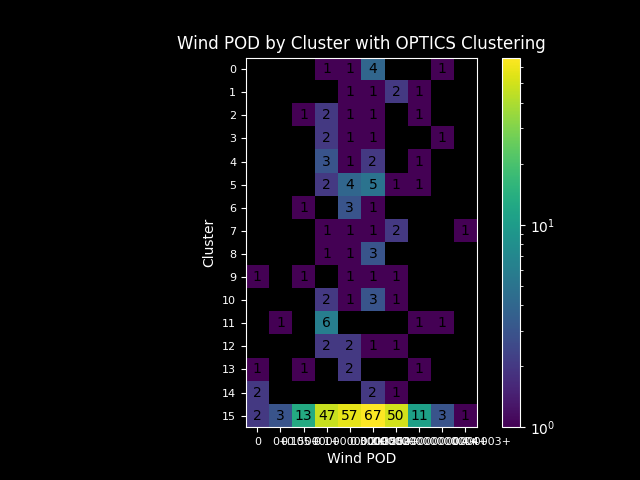 Wind POD by Cluster with OPTICS Clustering
0 1 1 4 1
1 1 1 2 1
2 1 2 1 1 1
3 2 1 1 1
4 3 1 2 1
5 2 4 5 1 1
6 1 3 1
7 1 1 1 2 1
8 1 1 3
9 1 1 1 1 1
10 2 1 3 1
11 1 6 1 1
12 2 2 1 1
13 1 1 2 1
14 2 2 1
15 2 3 13 47 57 67 50 11 3 1
Cluster
10¹
10⁰
0
Wind POD